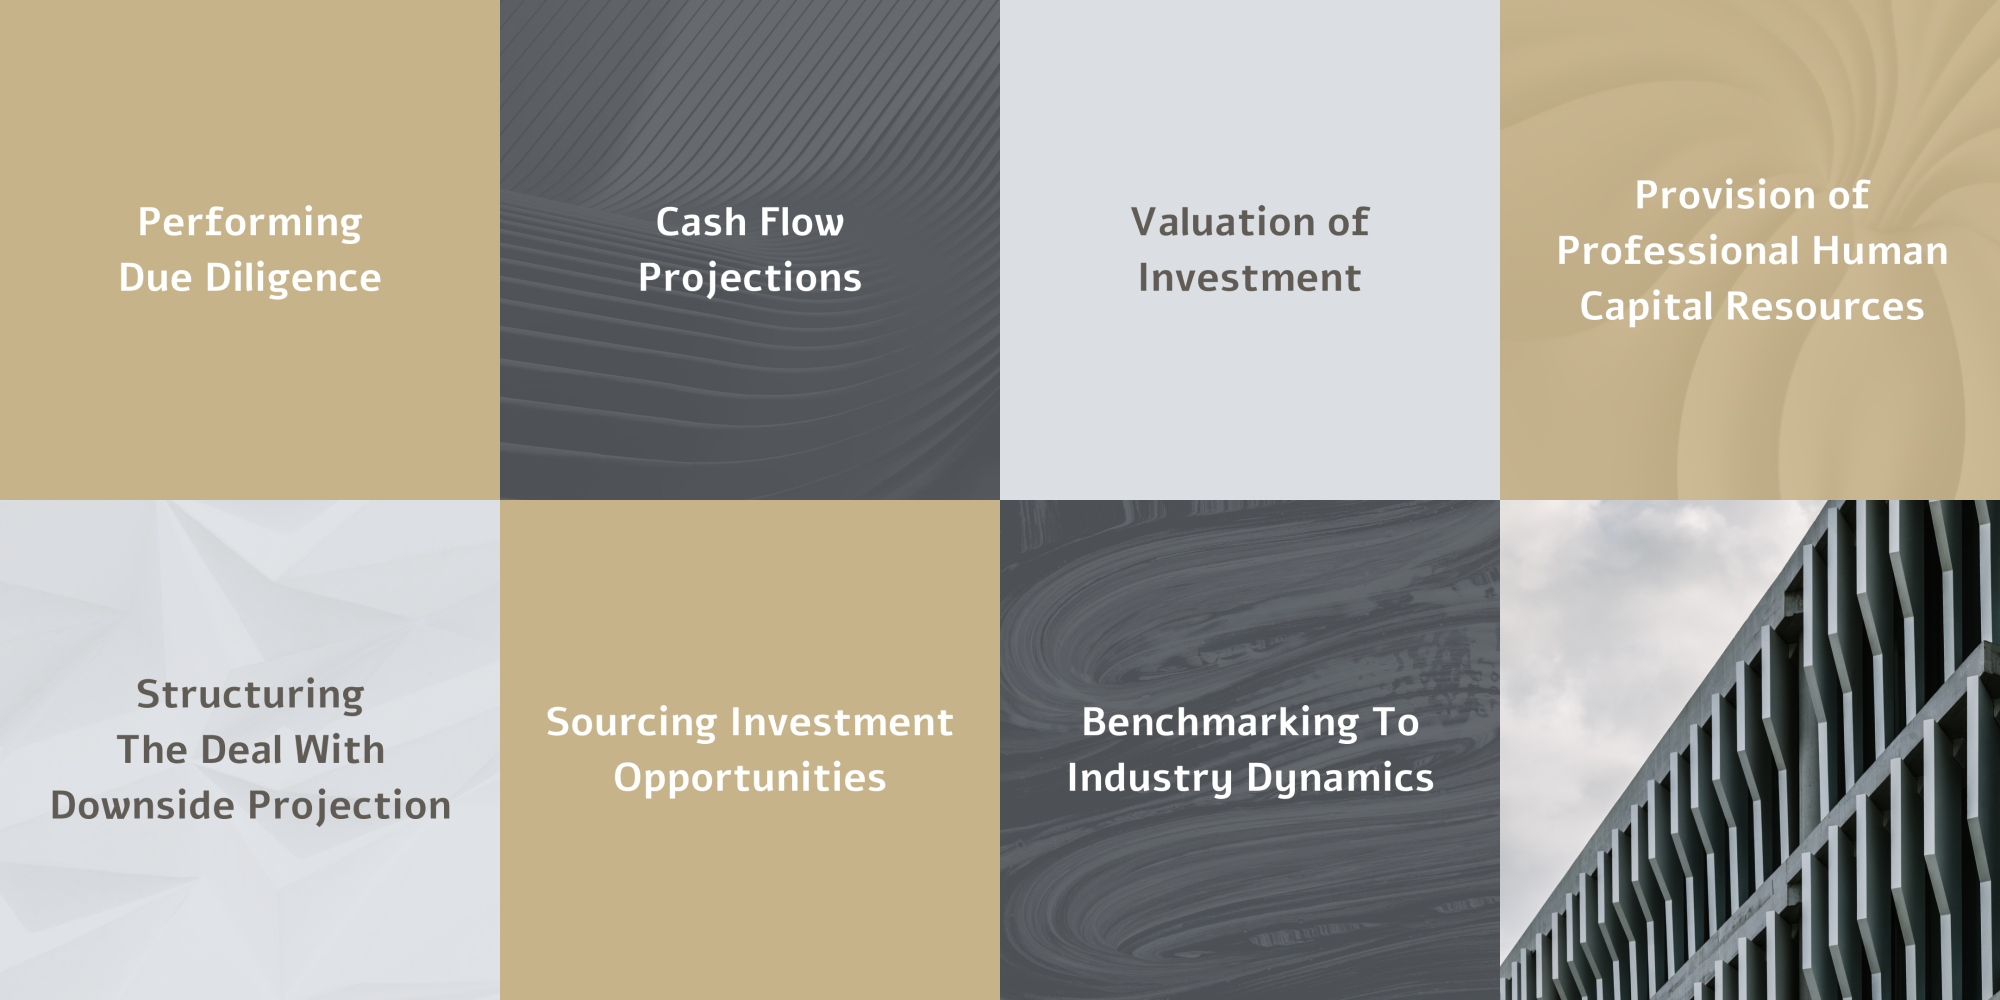 Performing
Due Diligence
Cash Flow
Projections
Valuation of
Investment
Provision of
Professional Human
Capital Resources
Structuring
The Deal With
Downside Projection
Sourcing Investment
Opportunities
Benchmarking To
Industry Dynamics